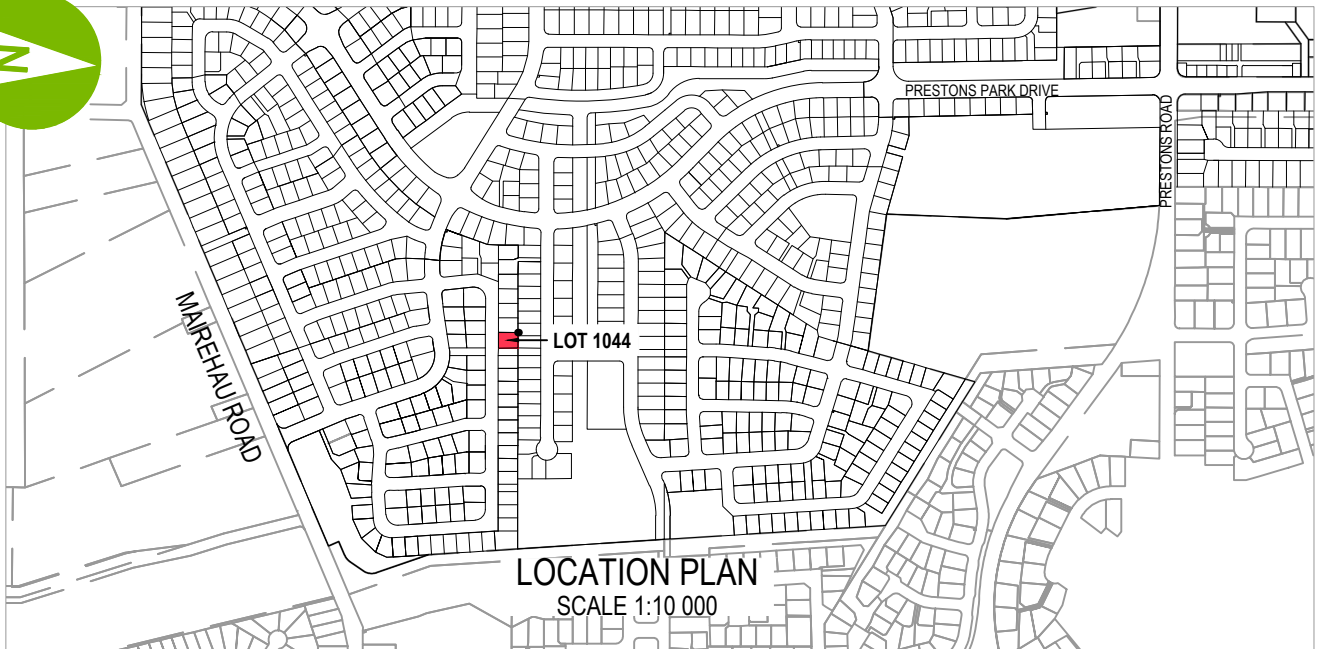 N
PRESTONS PARK DRIVE
PRESTONS ROAD
MAIREHAU ROAD
LOT 1044
LOCATION PLAN
SCALE 1:10 000